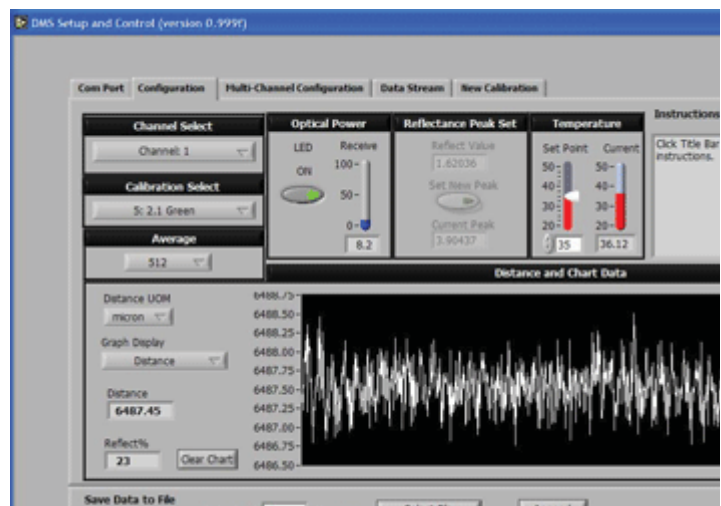 DMS Setup and Control (version 0.999f)
Com Port Configuration Multi-Channel Configuration Data Stream New Calibration
Channel Select Optical Power Reflectance Peak Set Temperature Instructions
Channel: 1
LED Receive Reflect Value Set Point Current
Click Title Bar
instructions.
ON 100 1.62036 50 50
Calibration Select
Set New Peak 40 40
5: 2.1 Green
50 30 30
Average
0 Current Peak 20 20
512
8.2 3.90437 35 36.12
Distance and Chart Data
Distance UOM
micron
Graph Display
Distance
Distance
6487.45
Reflect%
23 Clear Chart
6488.75
6488.50
6488.25
6488.00
6487.75
6487.50
6487.25
6487.00
6486.75
6486.50
Save Data to File